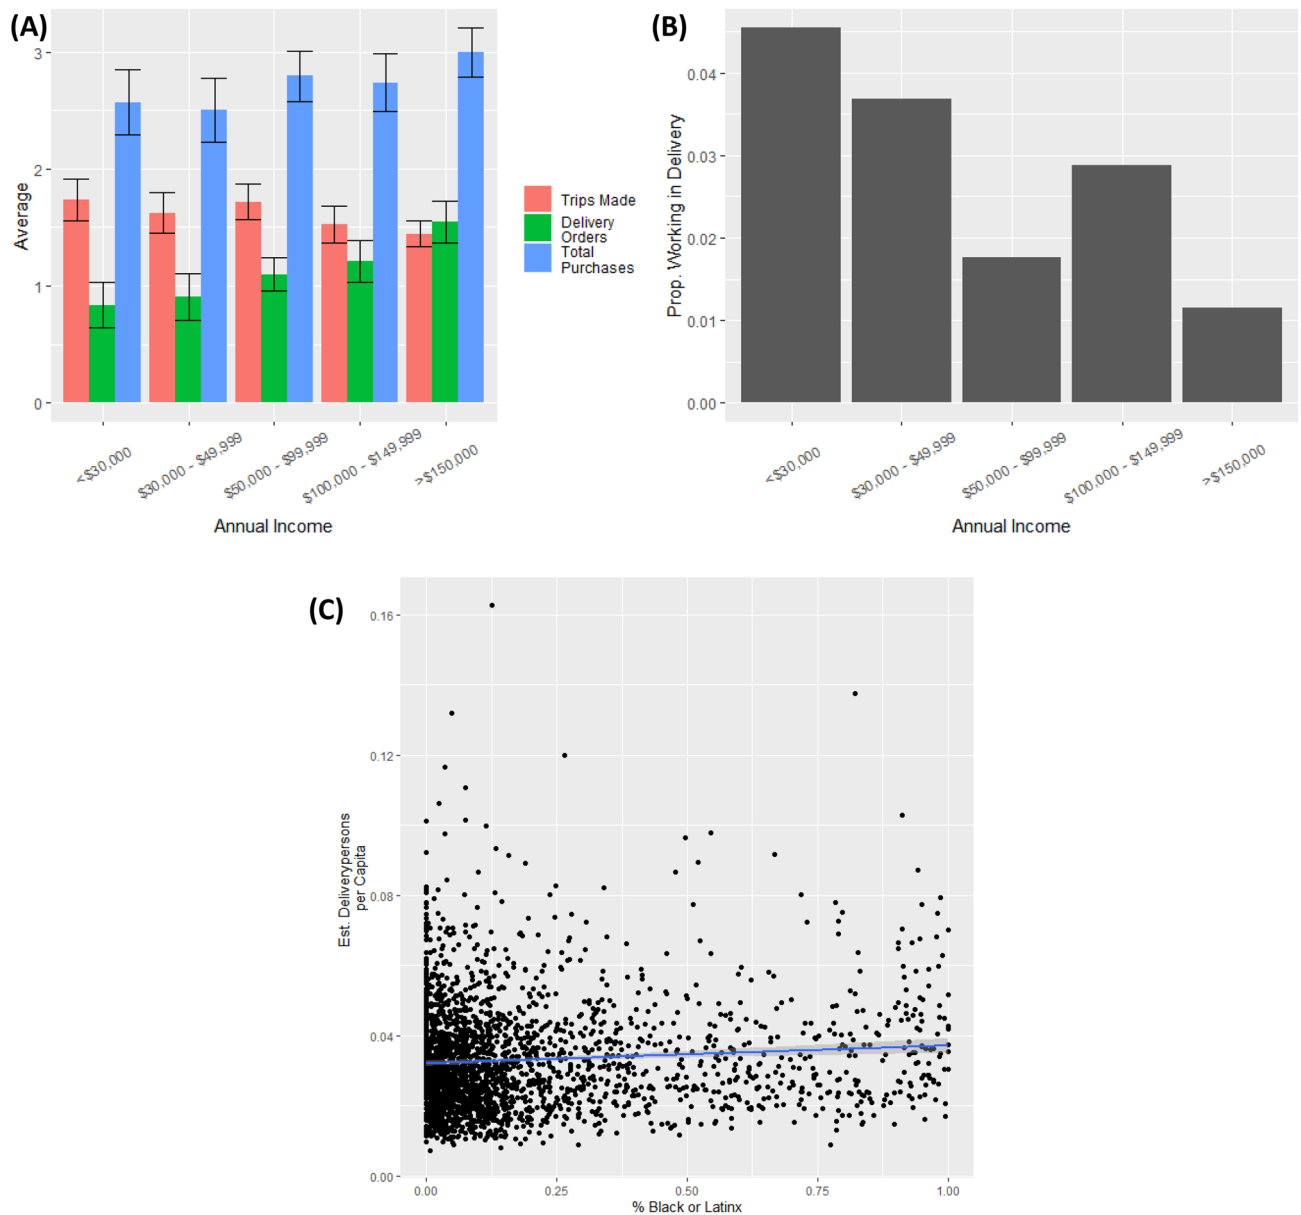 (A)
3
2
1
0
Average
<$30,000
$30,000 - $49,999
$50,000 - $99,999
$100,000 - $149,999
>$150,000
Annual Income
Trips Made
Delivery
Orders
Total
Purchases
(B)
0.04
0.03
0.02
0.01
0.00
Prop. Working in Delivery
<$30,000
$30,000 - $49,999
$50,000 - $99,999
$100,000 - $149,999
>$150,000
Annual Income
(C)
0.16
0.12
0.08
0.04
0.00
Est. Deliverypersons
per Capita
0.00
0.25
0.50
0.75
1.00
% Black or Latinx